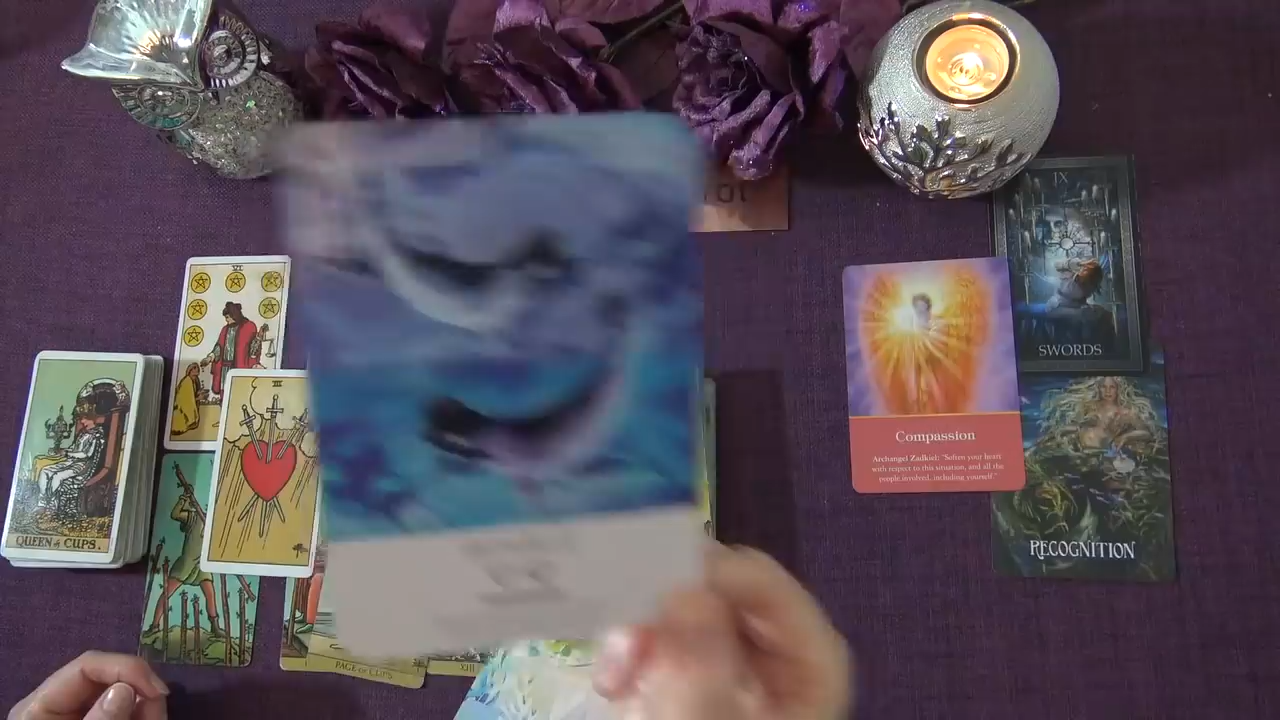 IX
SWORDS
VI
III
Compassion
Archangel Zadkiel: "Soften your heart
with respect to this situation, and all the
people involved...including yourself."
QUEEN of CUPS.
RECOGNITION
PAGE of CUPS
XIII